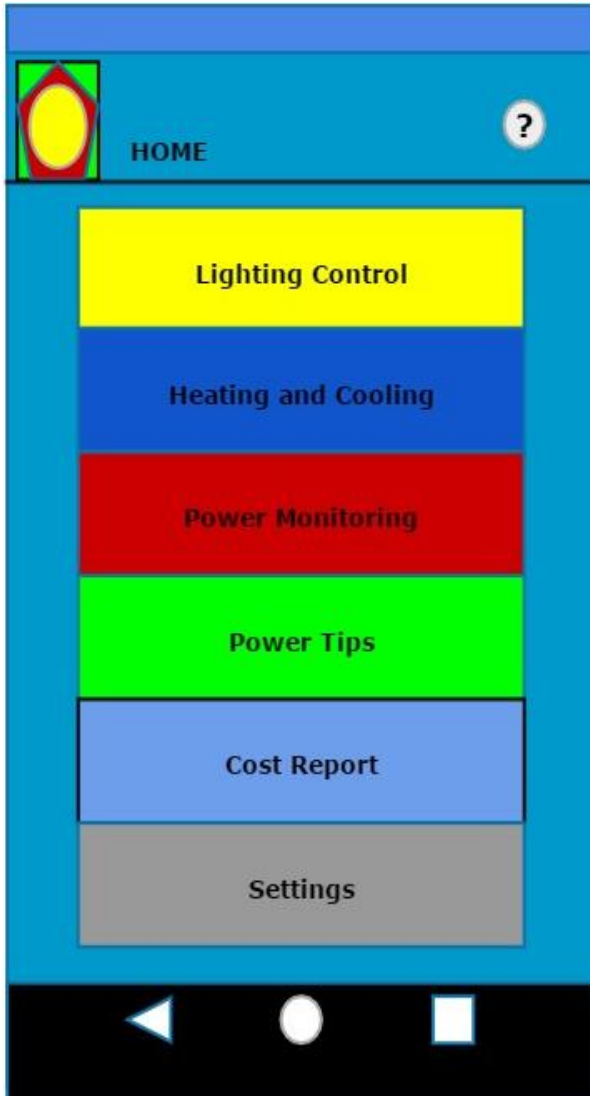 HOME
?
Lighting Control
Heating and Cooling
Power Monitoring
Power Tips
Cost Report
Settings